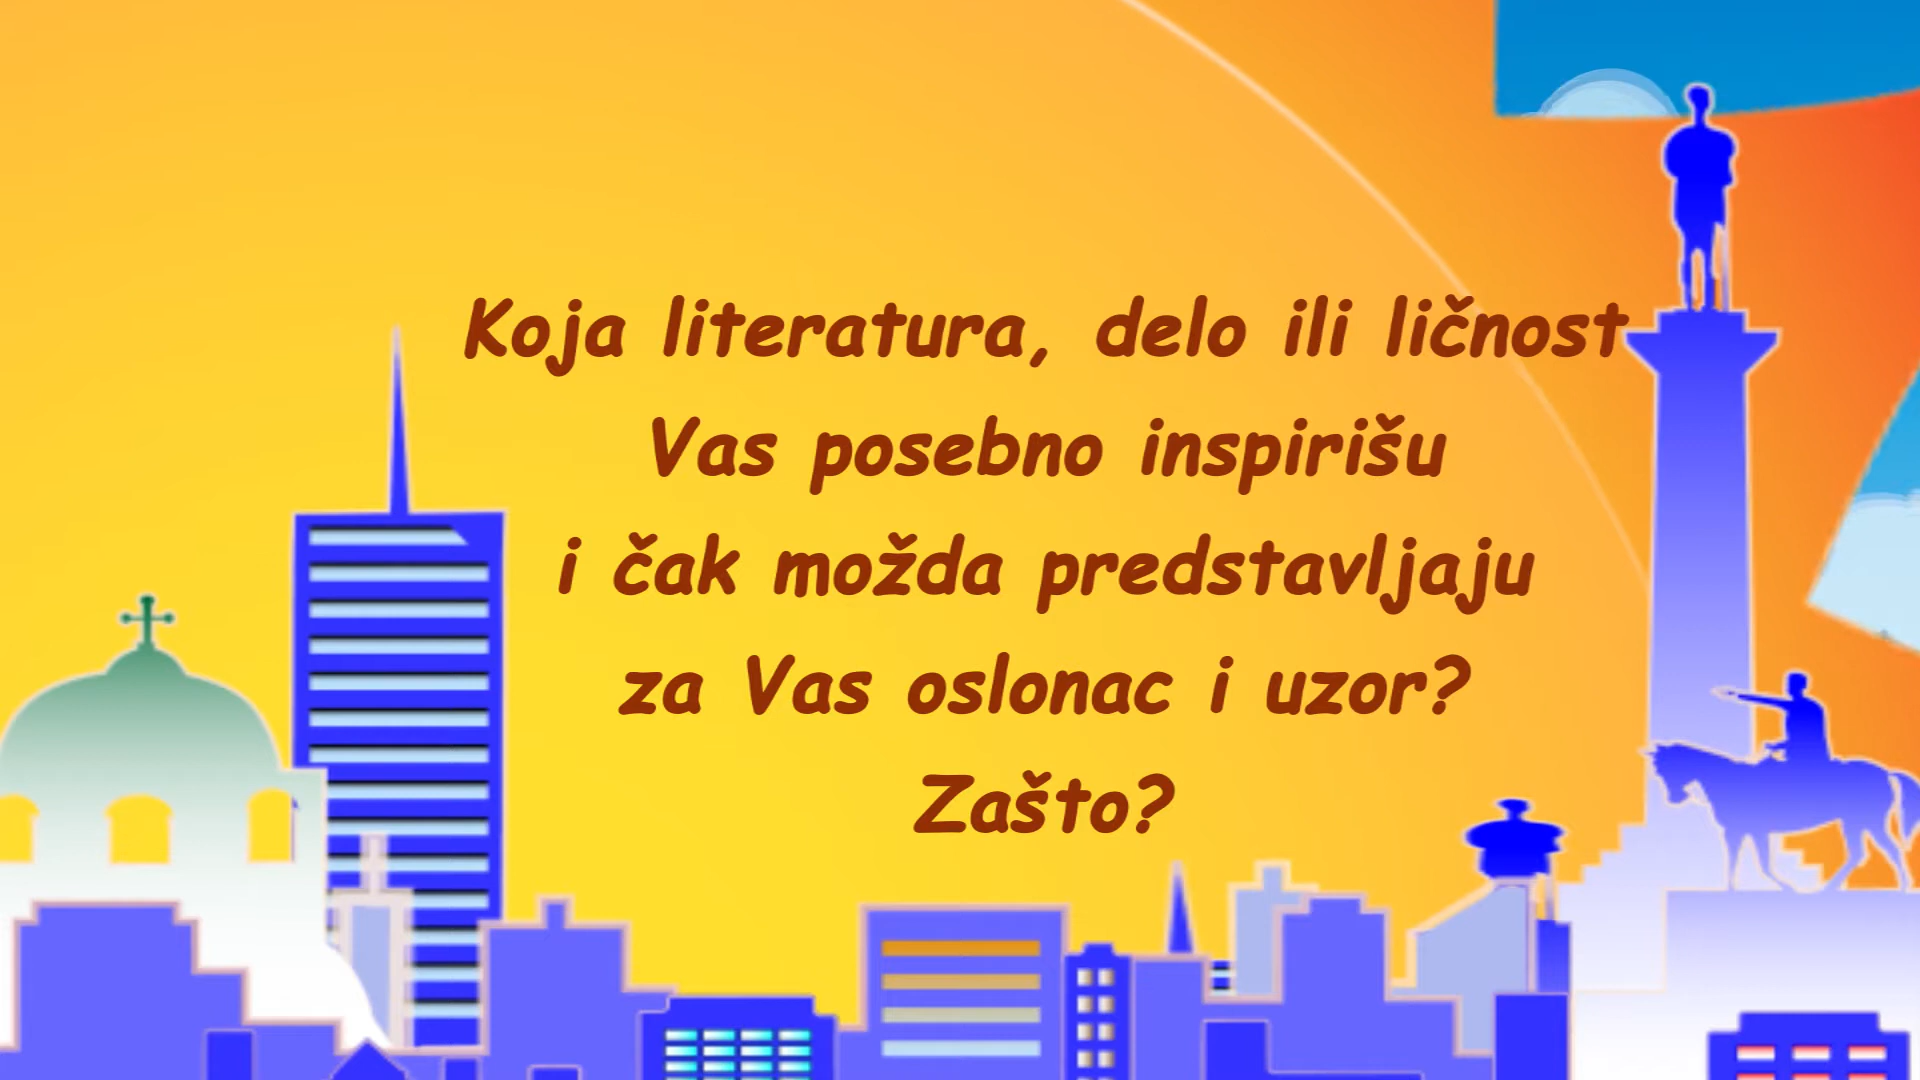 Koja literatura, delo ili ličnost
Vas posebno inspirišu
i čak možda predstavljaju
za Vas oslonac i uzor?
Zašto?